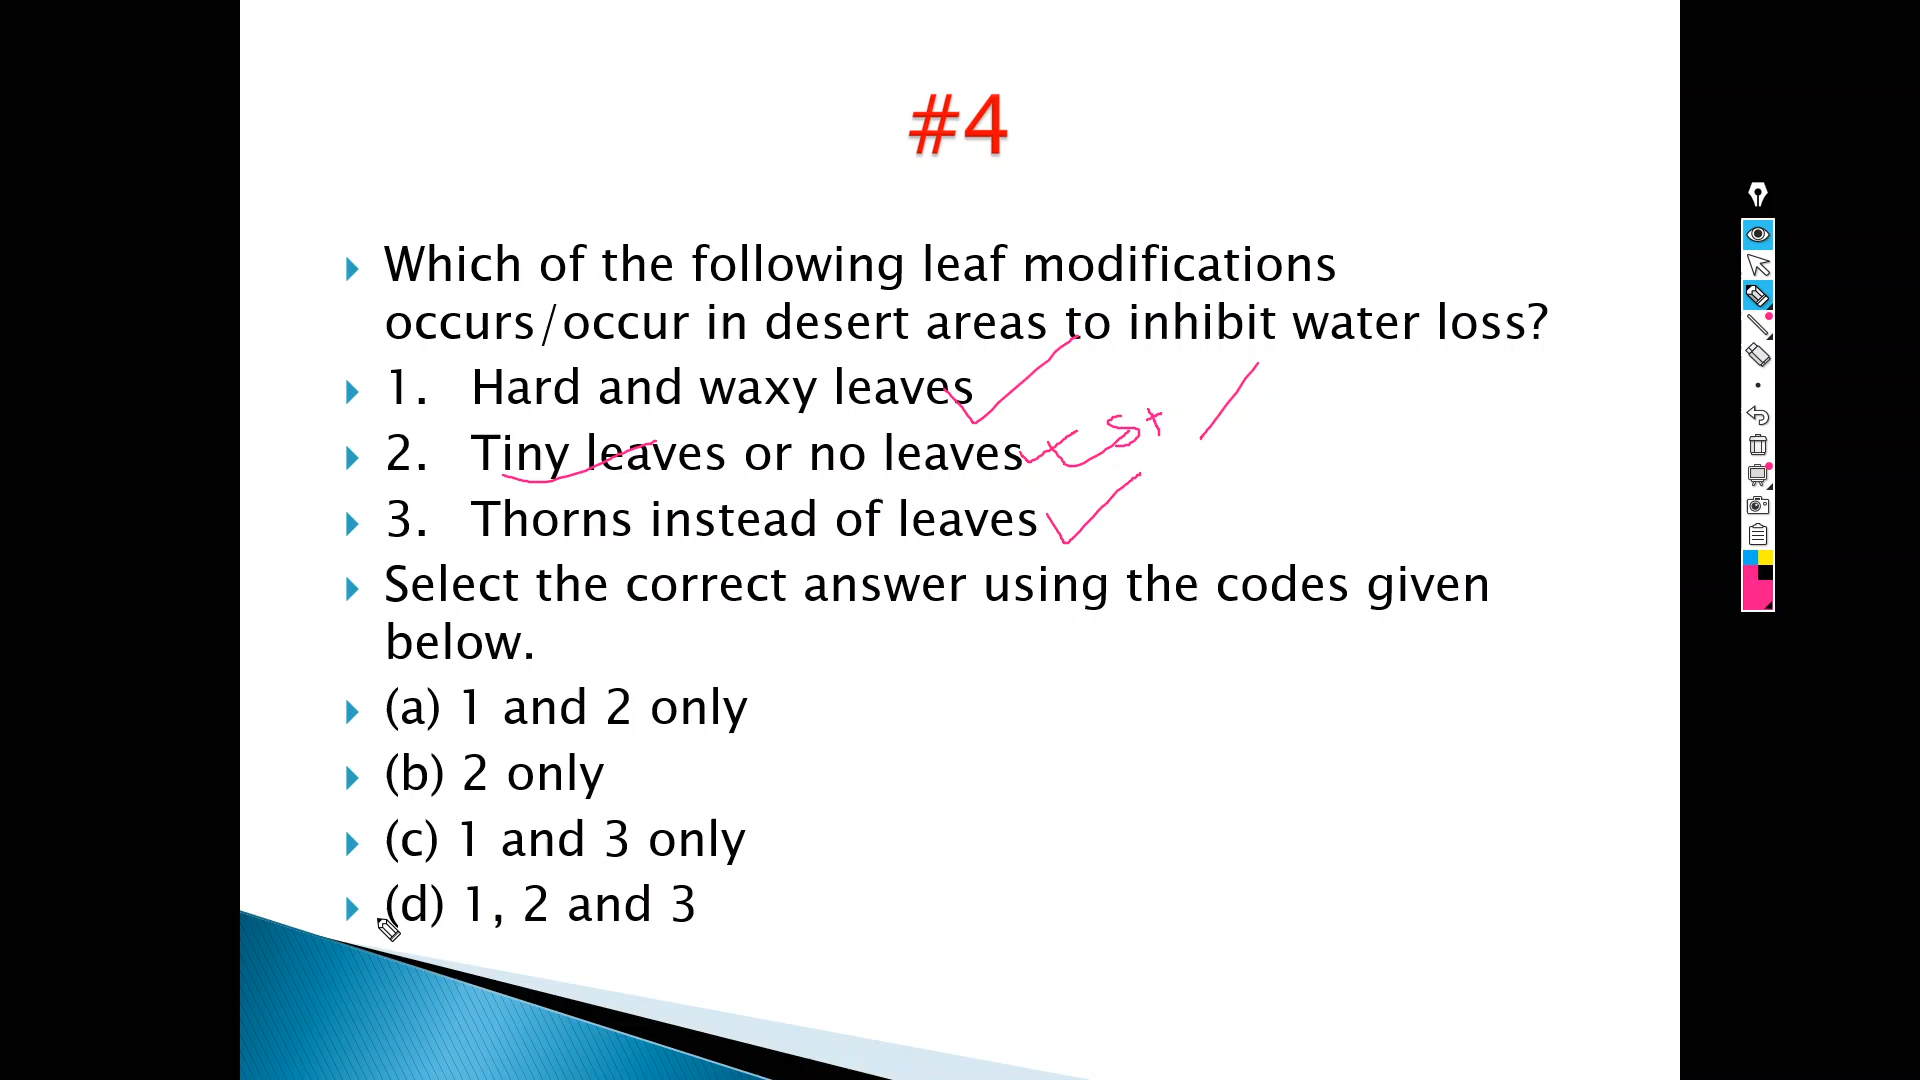 #4
Which of the following leaf modifications
occurs/occur in desert areas to inhibit water loss?
1. Hard and waxy leaves
2. Tiny leaves or no leaves
3. Thorns instead of leaves
Select the correct answer using the codes given
below.
(a) 1 and 2 only
(b) 2 only
(c) 1 and 3 only
(d) 1, 2 and 3